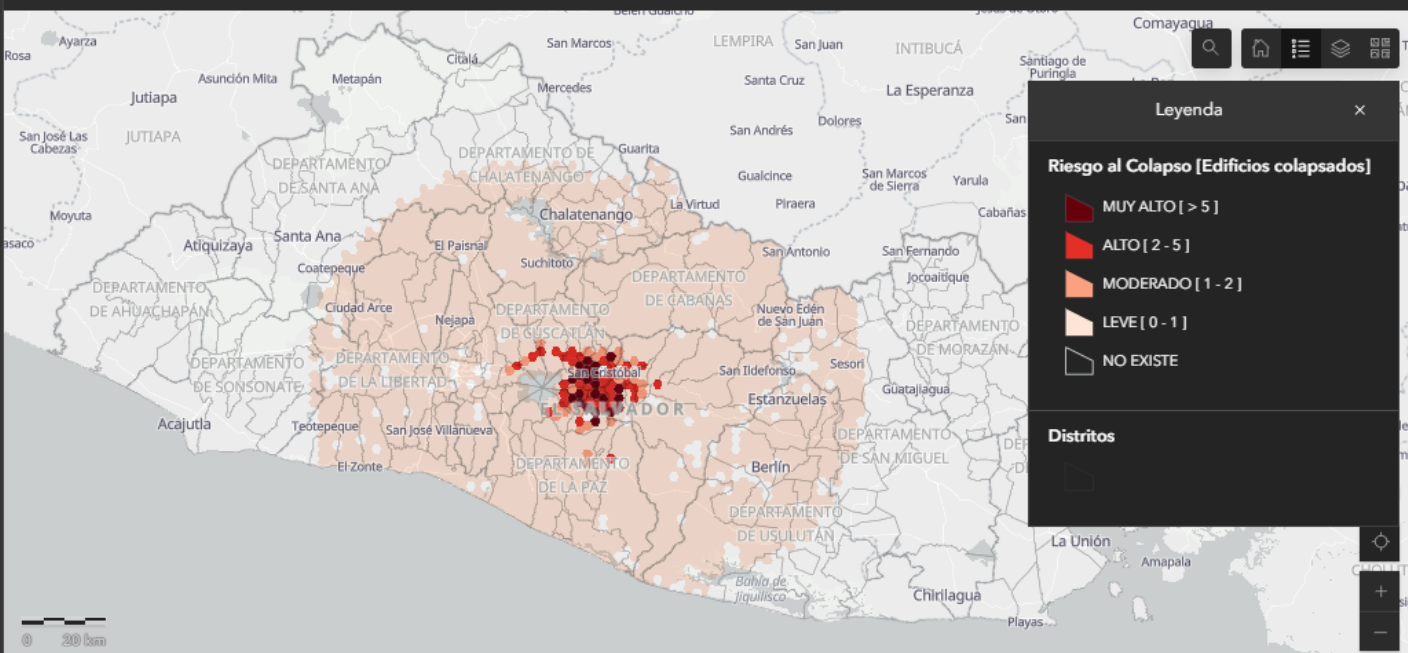 Belén Gualcho
Jesús de Otoro
Comayagua
Rosa
Ayarza
Citalá
San Marcos
LEMPIRA
San Juan
INTIBUCÁ
Santiago de
Puringla
Asunción Mita
Metapán
Mercedes
Santa Cruz
La Esperanza
Jutiapa
San José Las
Cabezas
JUTIAPA
San Andrés
Dolores
San
DEPARTAMENTO
DE SANTA ANA
DEPARTAMENTO DE
CHALATENANGO
Guarita
Gualcince
San Marcos
de Sierra
Yarula
Moyuta
Chalatenango
La Virtud
Piraera
Cabañas
asaco
Atiquizaya
Santa Ana
El Paisnal
San Antonio
San Fernando
Coatepeque
Suchitoto
DEPARTAMENTO
DE CABAÑAS
Jocoaitique
DEPARTAMENTO
DE AHUACHAPÁN
Ciudad Arce
Nejapa
DEPARTAMENTO
DE CUSCATLÁN
Nuevo Edén
de San Juan
DEPARTAMENTO
DE MORAZÁN
DEPARTAMENTO
DE SONSONATE
DEPARTAMENTO
DE LA LIBERTAD
San Cristóbal
San Ildefonso
Sesori
Guatajiagua
EL SALVADOR
Estanzuelas
Acajutla
Teotepeque
San José Villanueva
DEPARTAMENTO
DE SAN MIGUEL
El Zonte
DEPARTAMENTO
DE LA PAZ
Berlín
DEPARTAMENTO
DE USULUTÁN
La Unión
Amapala
Bahía de
Jiquilisco
Chirilagua
Playas
0 20 km
Leyenda ×
Riesgo al Colapso [Edificios colapsados]
MUY ALTO [ > 5 ]
ALTO [ 2 - 5 ]
MODERADO [ 1 - 2 ]
LEVE [ 0 - 1 ]
NO EXISTE
Distritos
+
−